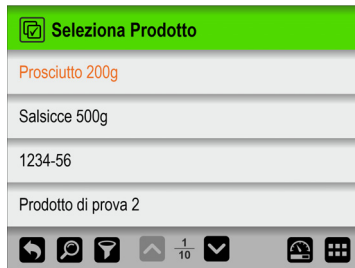 Seleziona Prodotto
Prosciutto 200g
Salsicce 500g
1234-56
Prodotto di prova 2
1
10